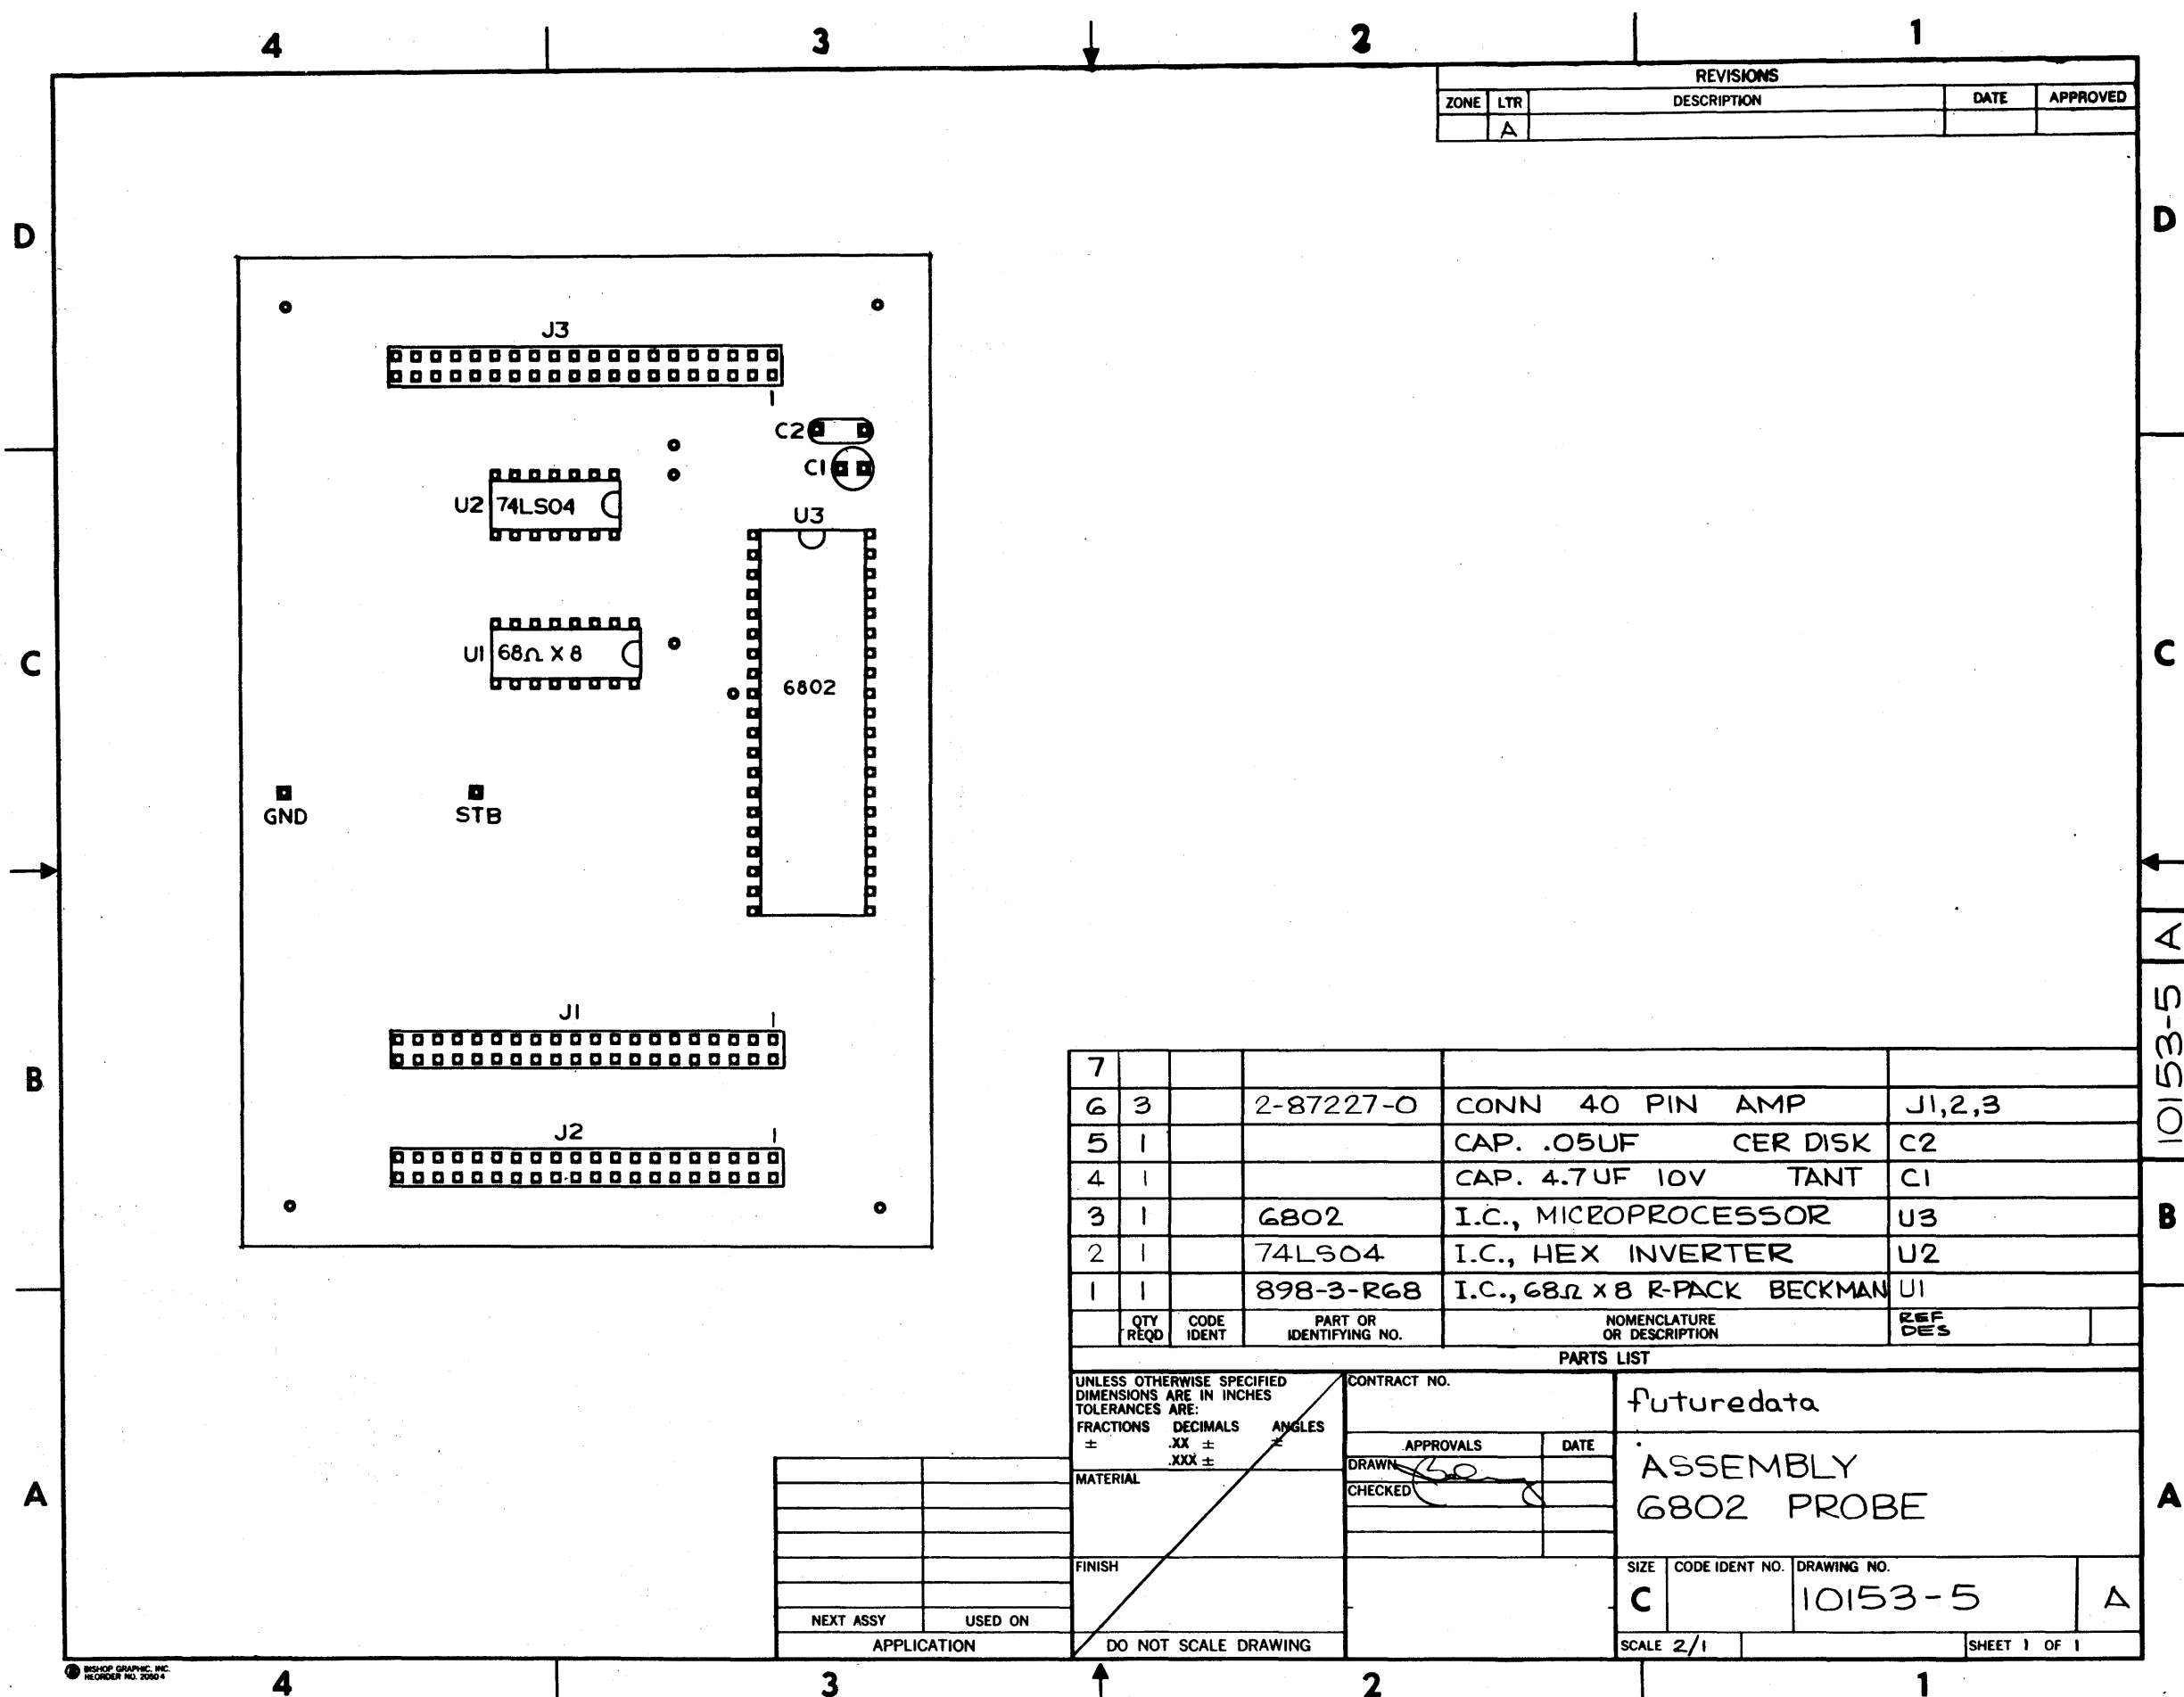 4 3 2 1
REVISIONS
ZONE LTR DESCRIPTION DATE APPROVED
A
D D
J3
1
C2
C1
U2 74LS04
U3
U1 68Ω X 8
6802
C C
GND STB
A
10153-5
J1 1
B
J2 1
7
6 3 2-87227-0 CONN 40 PIN AMP J1,2,3
5 1 CAP. .05UF CER DISK C2
4 1 CAP. 4.7UF 10V TANT C1
3 1 6802 I.C., MICROPROCESSOR U3
B
2 1 74LS04 I.C., HEX INVERTER U2
1 1 898-3-R68 I.C., 68Ω X 8 R-PACK BECKMAN U1
QTY REQD CODE IDENT PART OR IDENTIFYING NO. NOMENCLATURE OR DESCRIPTION REF DES
PARTS LIST
UNLESS OTHERWISE SPECIFIED
DIMENSIONS ARE IN INCHES
TOLERANCES ARE:
FRACTIONS DECIMALS ANGLES
± .XX ± ±
.XXX ±
MATERIAL
FINISH
DO NOT SCALE DRAWING
CONTRACT NO.
APPROVALS DATE
DRAWN
CHECKED
futuredata
ASSEMBLY
6802 PROBE
A A
SIZE CODE IDENT NO. DRAWING NO.
C 10153-5 A
SCALE 2/1 SHEET 1 OF 1
NEXT ASSY USED ON
APPLICATION
BISHOP GRAPHIC, INC.
REORDER NO. 20604
4 3 2 1